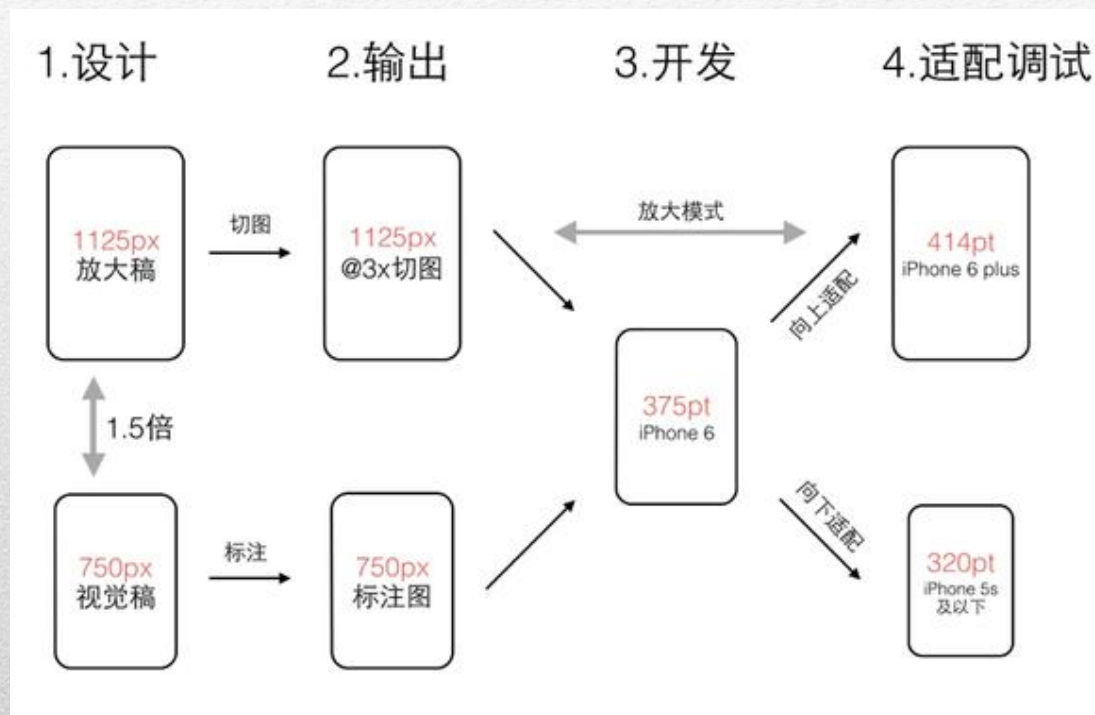 1.设计
2.输出
3.开发
4.适配调试
1125px
放大稿
切图
1125px
@3x切图
放大模式
414pt
iPhone 6 plus
向上适配
1.5倍
375pt
iPhone 6
750px
视觉稿
标注
750px
标注图
向下适配
320pt
iPhone 5s
及以下